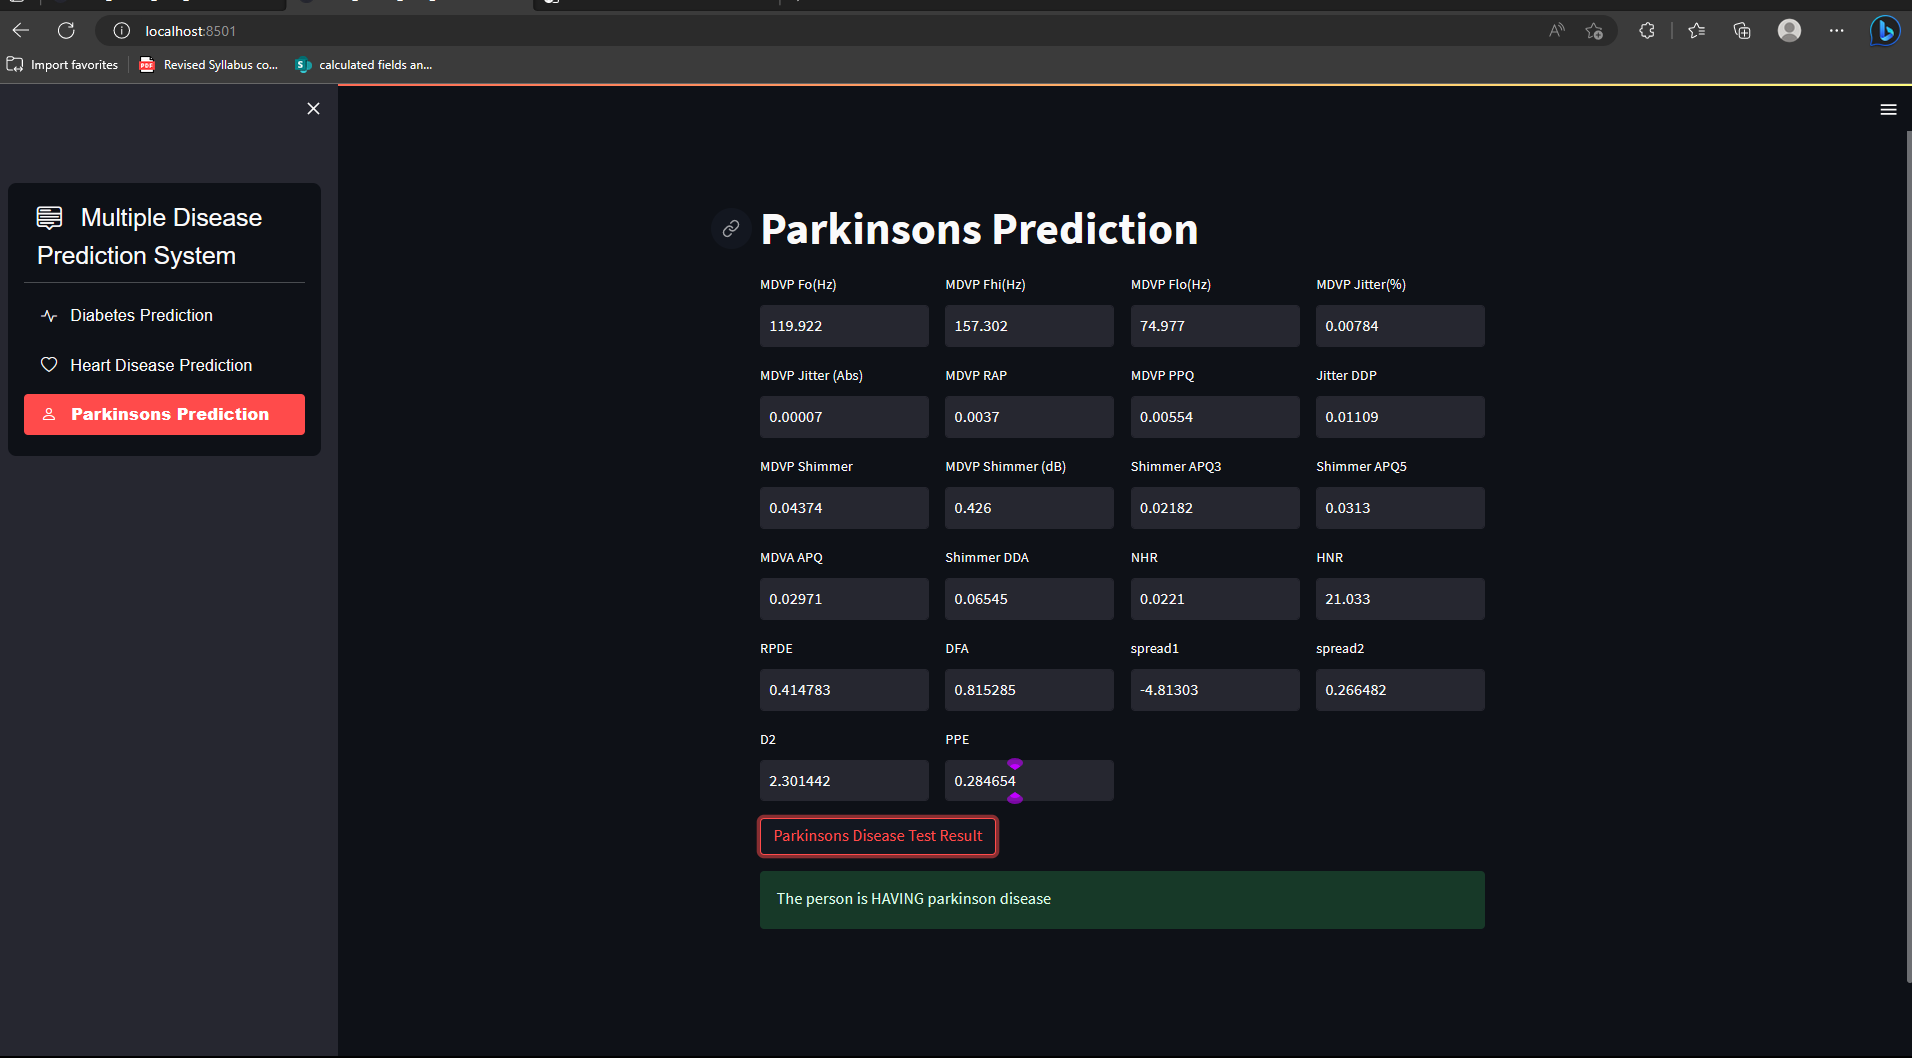 localhost:8501
Import favorites
Revised Syllabus co...
calculated fields an...
Multiple Disease
Prediction System
Diabetes Prediction
Heart Disease Prediction
Parkinsons Prediction
Parkinsons Prediction
MDVP Fo(Hz) MDVP Fhi(Hz) MDVP Flo(Hz) MDVP Jitter(%)
119.922 157.302 74.977 0.00784
MDVP Jitter (Abs) MDVP RAP MDVP PPQ Jitter DDP
0.00007 0.0037 0.00554 0.01109
MDVP Shimmer MDVP Shimmer (dB) Shimmer APQ3 Shimmer APQ5
0.04374 0.426 0.02182 0.0313
MDVA APQ Shimmer DDA NHR HNR
0.02971 0.06545 0.0221 21.033
RPDE DFA spread1 spread2
0.414783 0.815285 -4.81303 0.266482
D2 PPE
2.301442 0.284654
Parkinsons Disease Test Result
The person is HAVING parkinson disease